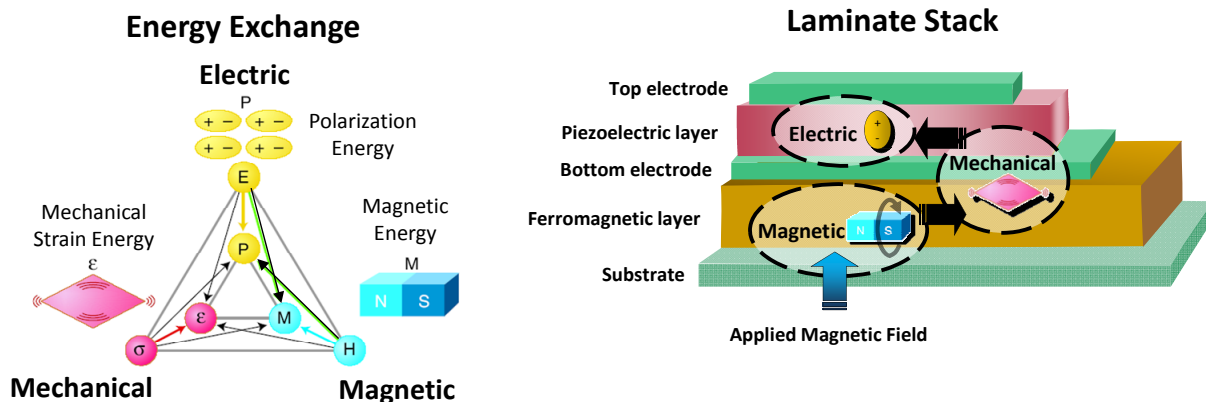 Energy Exchange
Electric
P
+ − + −
+ − + −
Polarization
Energy
E
Mechanical
Strain Energy
ε
Magnetic
Energy
M
P
N S
ε M
σ H
Mechanical Magnetic
Laminate Stack
Top electrode
Piezoelectric layer
Electric
+
-
Mechanical
Bottom electrode
Ferromagnetic layer
Magnetic
N S
Substrate
Applied Magnetic Field